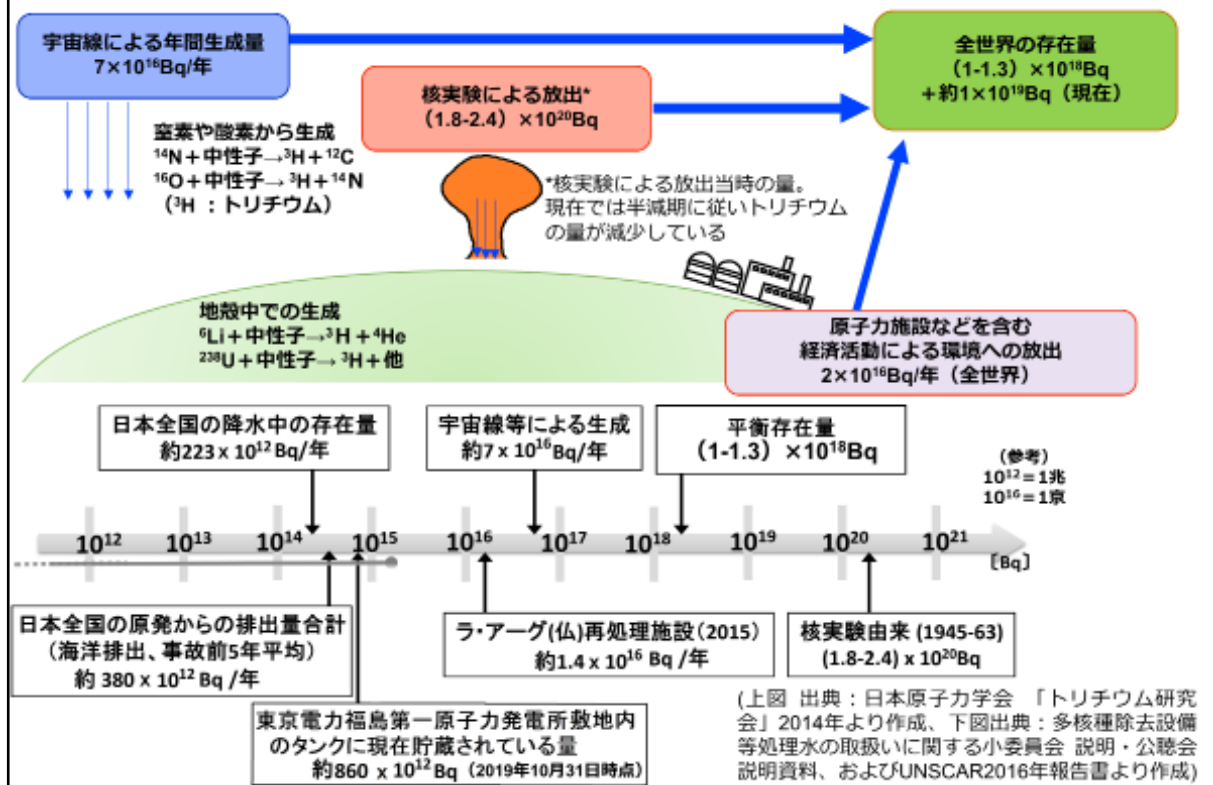 宇宙線による年間生成量
7×10¹⁶Bq/年
全世界の存在量
(1-1.3) ×10¹⁸Bq
+約1×10¹⁹Bq(現在)
核実験による放出*
(1.8-2.4) ×10²⁰Bq
窒素や酸素から生成
¹⁴N+中性子→³H+¹²C
¹⁶O+中性子→³H+¹⁴N
(³H :トリチウム)
*核実験による放出当時の量。
現在では半減期に従いトリチウム
の量が減少している
地殻中での生成
⁶Li+中性子→³H+⁴He
²³⁸U+中性子→ ³H+他
原子力施設などを含む
経済活動による環境への放出
2×10¹⁶Bq/年(全世界)
日本全国の降水中の存在量
約223 x 10¹² Bq/年
宇宙線等による生成
約7 x 10¹⁶ Bq/年
平衡存在量
(1-1.3) ×10¹⁸Bq
(参考)
10¹²=1兆
10¹⁶=1京
10¹² 10¹³ 10¹⁴ 10¹⁵ 10¹⁶ 10¹⁷ 10¹⁸ 10¹⁹ 10²⁰ 10²¹
[Bq]
日本全国の原発からの排出量合計
(海洋排出、事故前5年平均)
約 380 x 10¹² Bq /年
ラ・アーグ(仏)再処理施設(2015)
約1.4 x 10¹⁶ Bq /年
核実験由来 (1945-63)
(1.8-2.4) x 10²⁰Bq
東京電力福島第一原子力発電所敷地内
のタンクに現在貯蔵されている量
約860 x 10¹² Bq (2019年10月31日時点)
(上図 出典:日本原子力学会 「トリチウム研究
会」2014年より作成、下図出典:多核種除去設備
等処理水の取扱いに関する小委員会 説明・公聴会
説明資料、およびUNSCAR2016年報告書より作成)